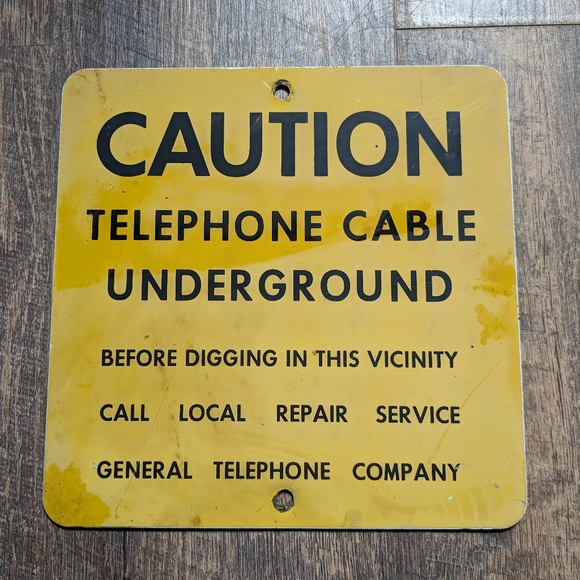 CAUTION
TELEPHONE CABLE
UNDERGROUND
BEFORE DIGGING IN THIS VICINITY
CALL LOCAL REPAIR SERVICE
GENERAL TELEPHONE COMPANY